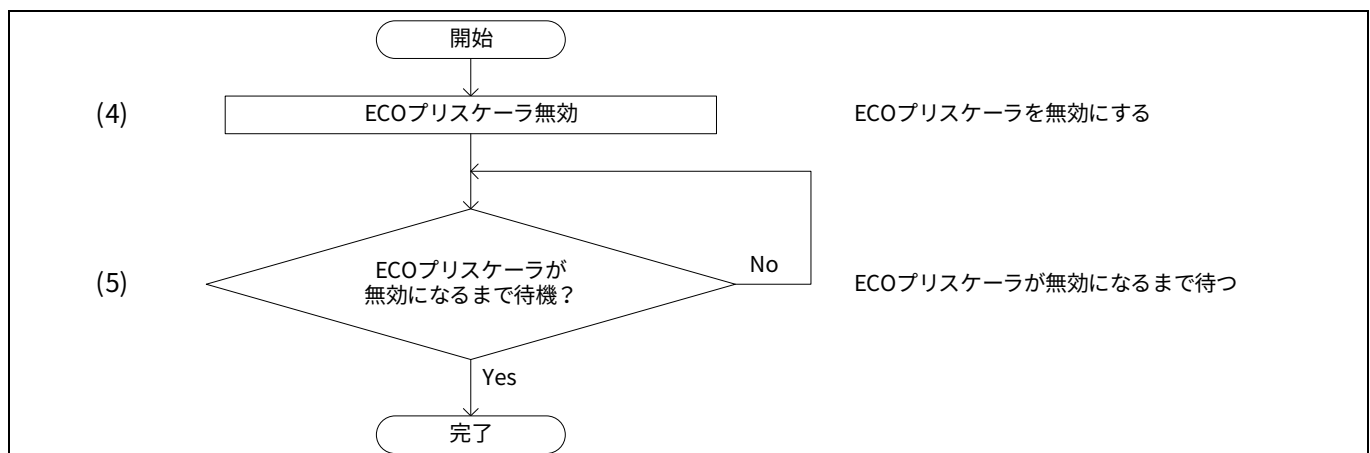 開始
(4)
ECOプリスケーラ無効
ECOプリスケーラを無効にする
(5)
ECOプリスケーラが
無効になるまで待機？
No
ECOプリスケーラが無効になるまで待つ
Yes
完了